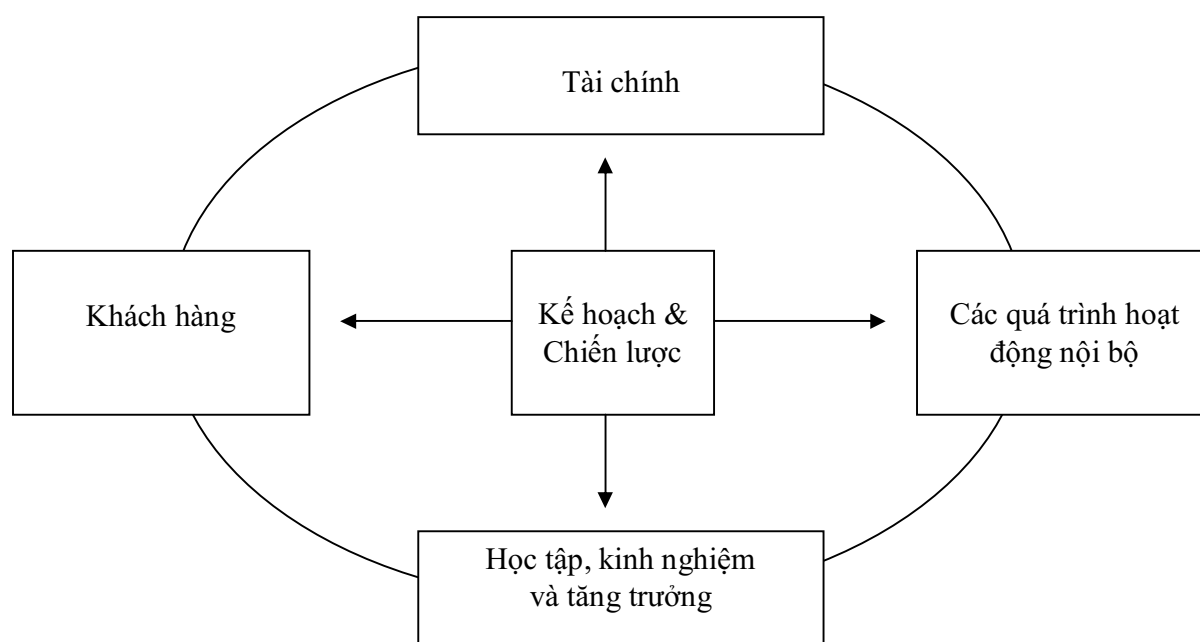 Tài chính
Khách hàng
Kế hoạch &
Chiến lược
Các quá trình hoạt
động nội bộ
Học tập, kinh nghiệm
và tăng trưởng